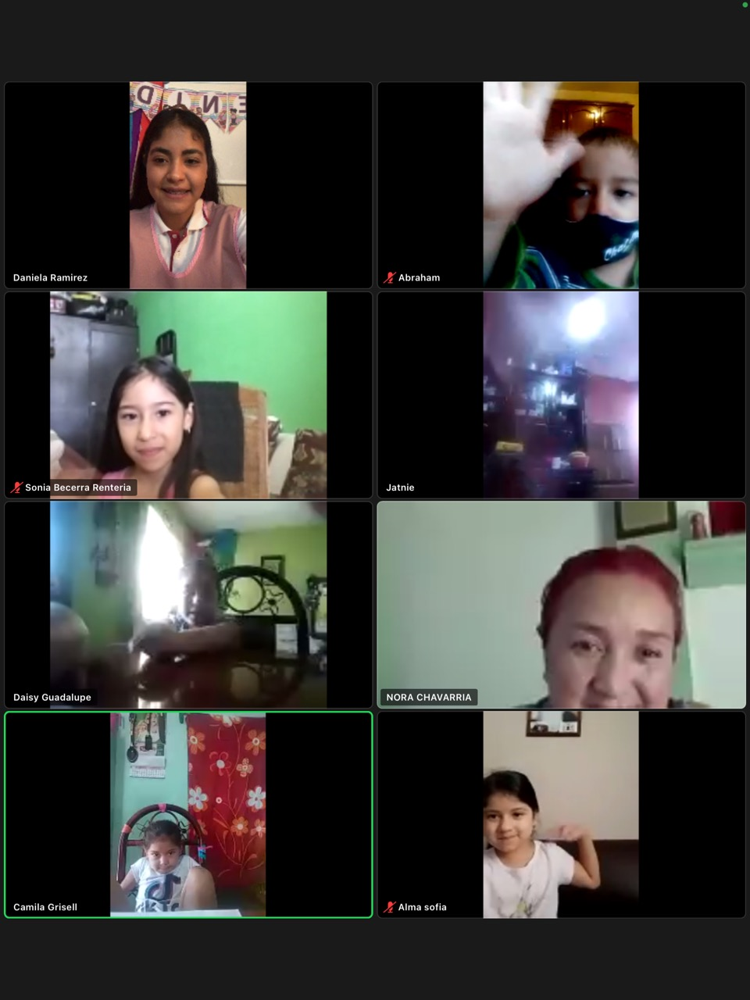 Daniela Ramirez
Abraham
Sonia Becerra Renteria
Jatnie
Daisy Guadalupe
NORA CHAVARRIA
Camila Grisell
Alma sofia